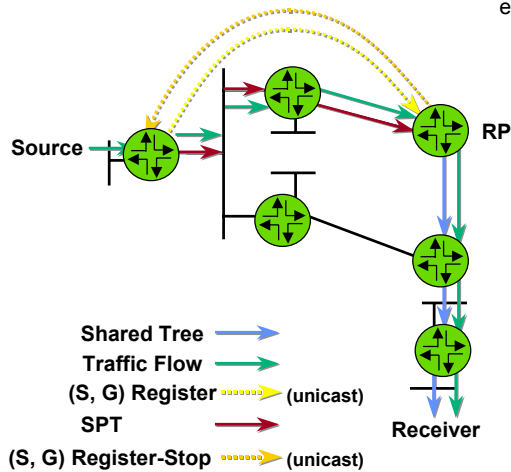 e
RP
Source
Shared Tree
Traffic Flow
(S, G) Register (unicast)
SPT
Receiver
(S, G) Register-Stop (unicast)